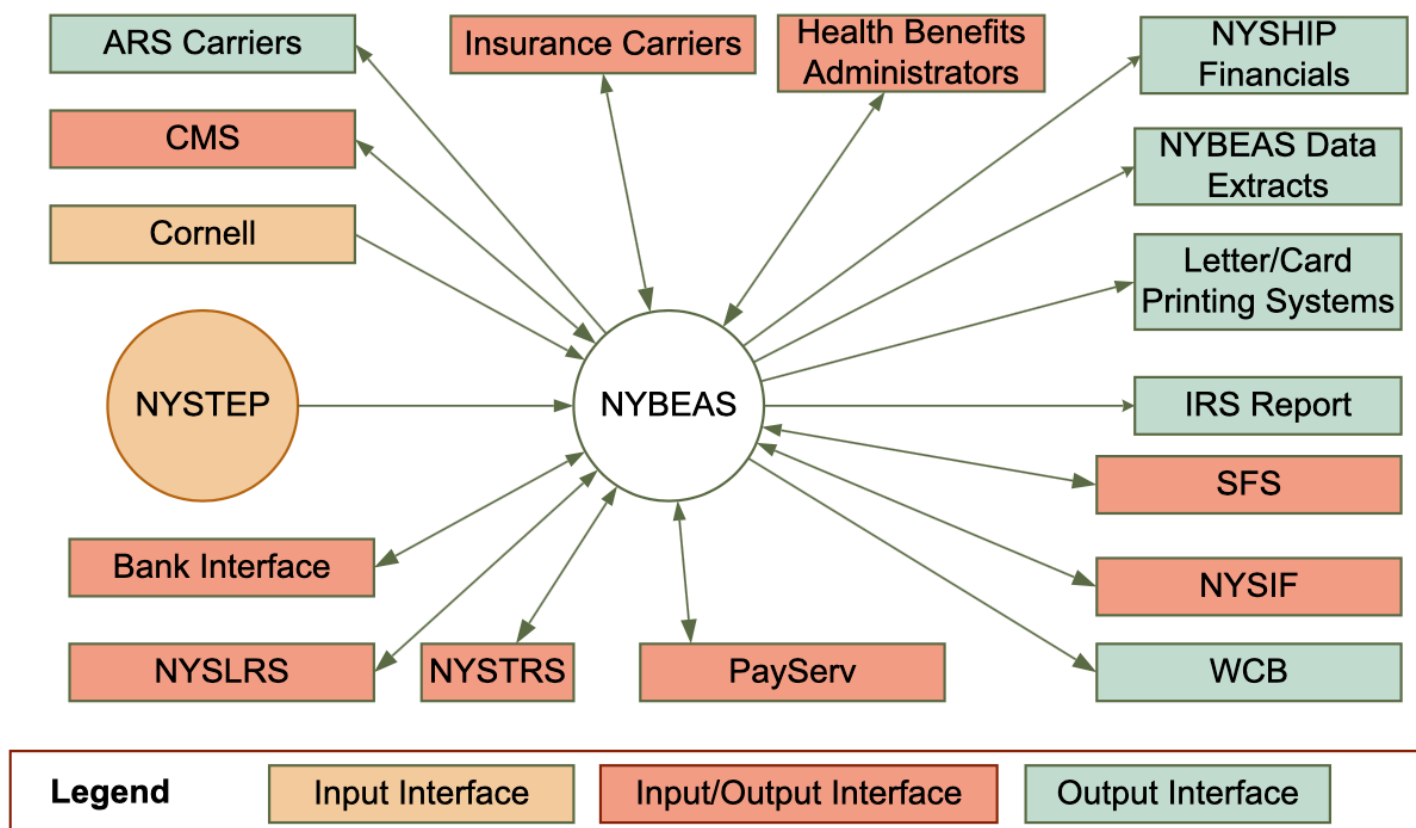 ARS Carriers
Insurance Carriers
Health Benefits
Administrators
NYSHIP
Financials
CMS
NYBEAS Data
Extracts
Cornell
Letter/Card
Printing Systems
NYSTEP
NYBEAS
IRS Report
SFS
Bank Interface
NYSIF
NYSLRS
NYSTRS
PayServ
WCB
Legend
Input Interface
Input/Output Interface
Output Interface